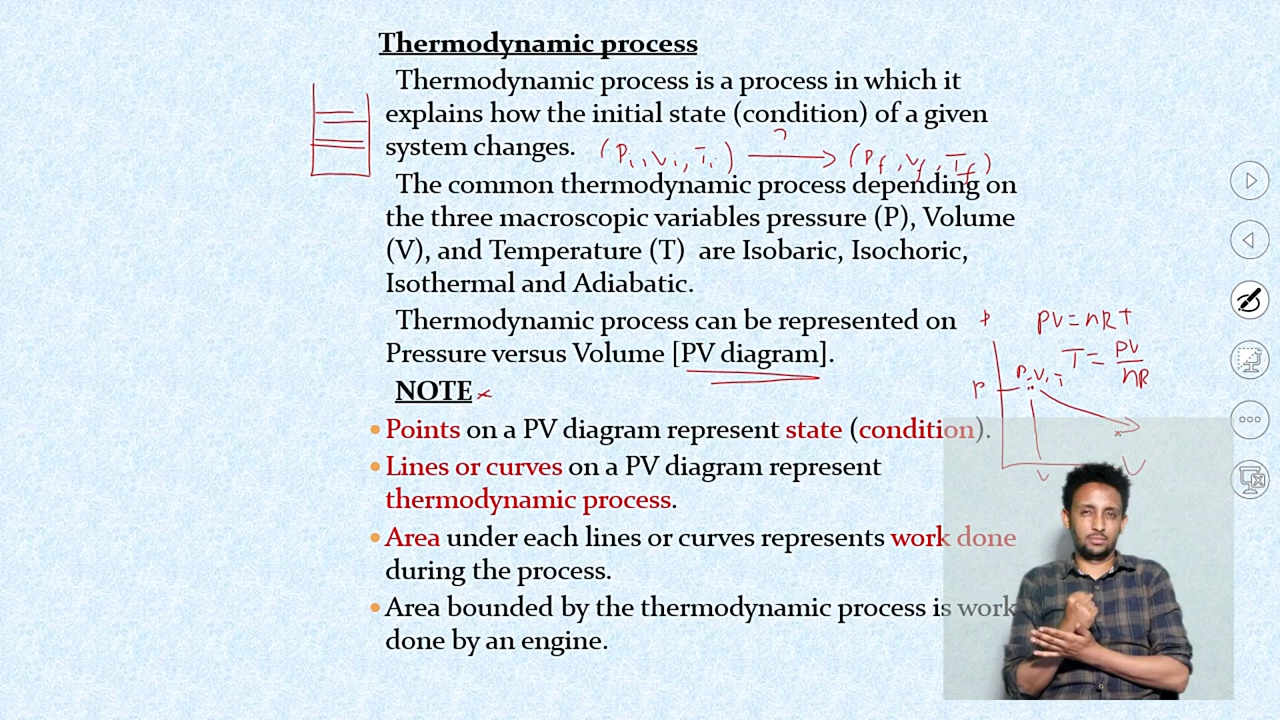 Thermodynamic process
Thermodynamic process is a process in which it
explains how the initial state (condition) of a given
system changes.
(Pi, Vi, Ti) ? → (Pf, Vf, Tf)
The common thermodynamic process depending on
the three macroscopic variables pressure (P), Volume
(V), and Temperature (T) are Isobaric, Isochoric,
Isothermal and Adiabatic.
Thermodynamic process can be represented on
Pressure versus Volume [PV diagram].
P
PV = nRT
T = PV/nR
P, V, T
P
V
V
NOTE
• Points on a PV diagram represent state (condition).
• Lines or curves on a PV diagram represent
thermodynamic process.
• Area under each lines or curves represents work done
during the process.
• Area bounded by the thermodynamic process is work
done by an engine.